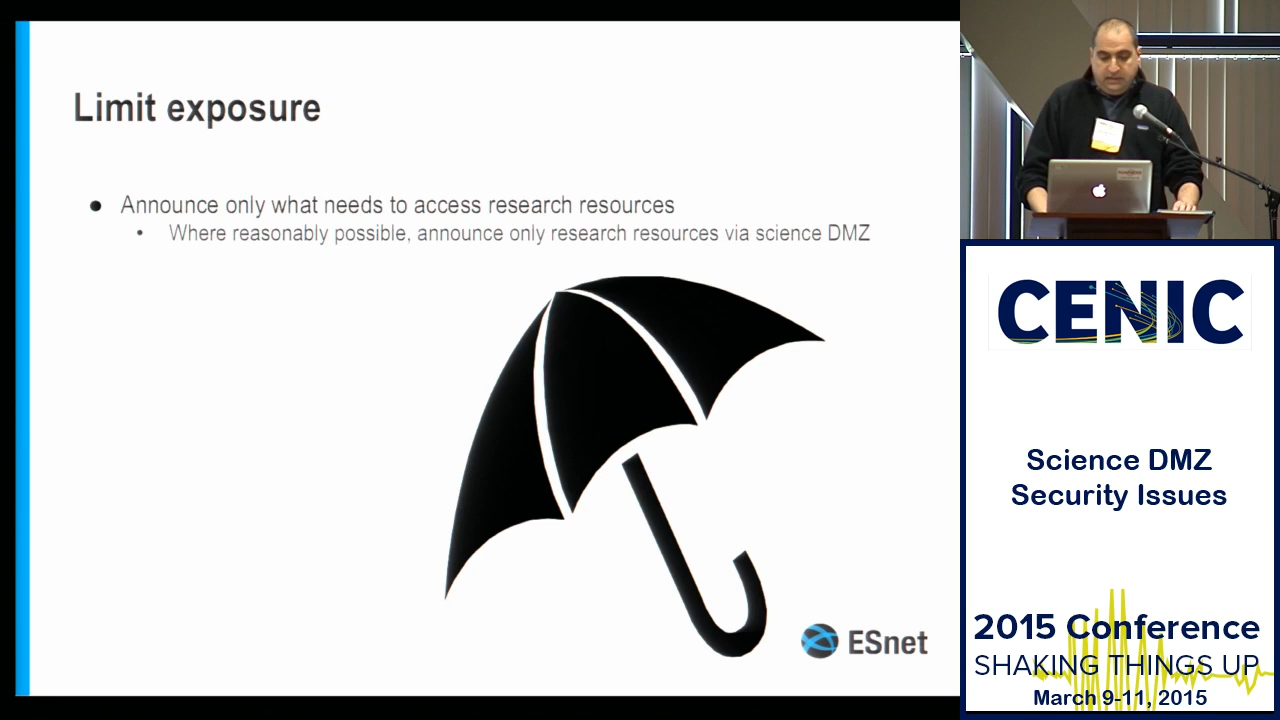 Limit exposure
● Announce only what needs to access research resources
• Where reasonably possible, announce only research resources via science DMZ
ESnet
CENIC
Science DMZ
Security Issues
2015 Conference
SHAKING THINGS UP
March 9-11, 2015